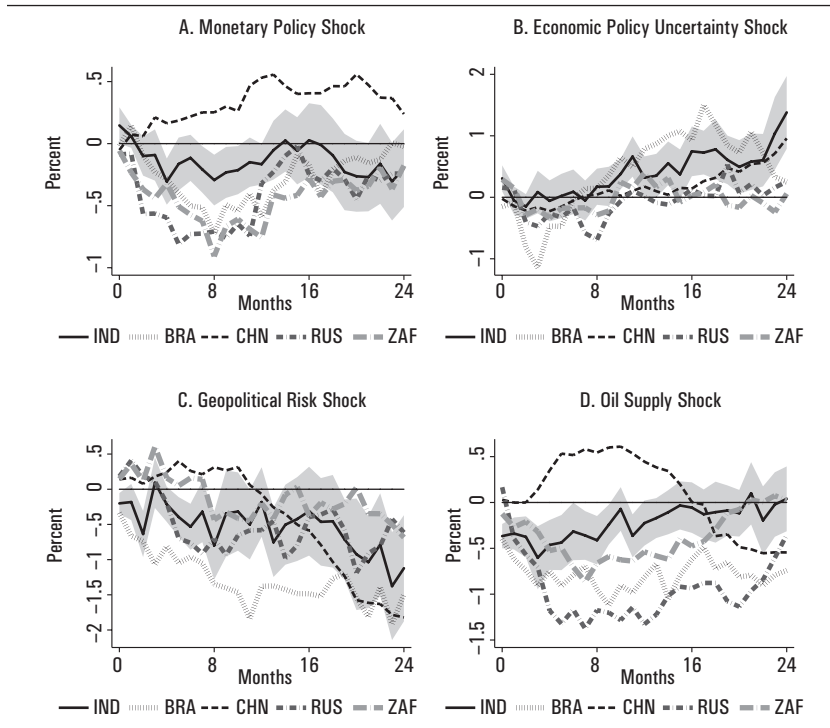 A. Monetary Policy Shock
B. Economic Policy Uncertainty Shock
Percent
.5
0
−.5
−1
0 8 16 24
Months
IND BRA CHN RUS ZAF
Percent
2
1
0
−1
0 8 16 24
Months
IND BRA CHN RUS ZAF
C. Geopolitical Risk Shock
D. Oil Supply Shock
Percent
.5
0
−.5
−1
−1.5
−2
0 8 16 24
Months
IND BRA CHN RUS ZAF
Percent
.5
0
−.5
−1
−1.5
0 8 16 24
Months
IND BRA CHN RUS ZAF